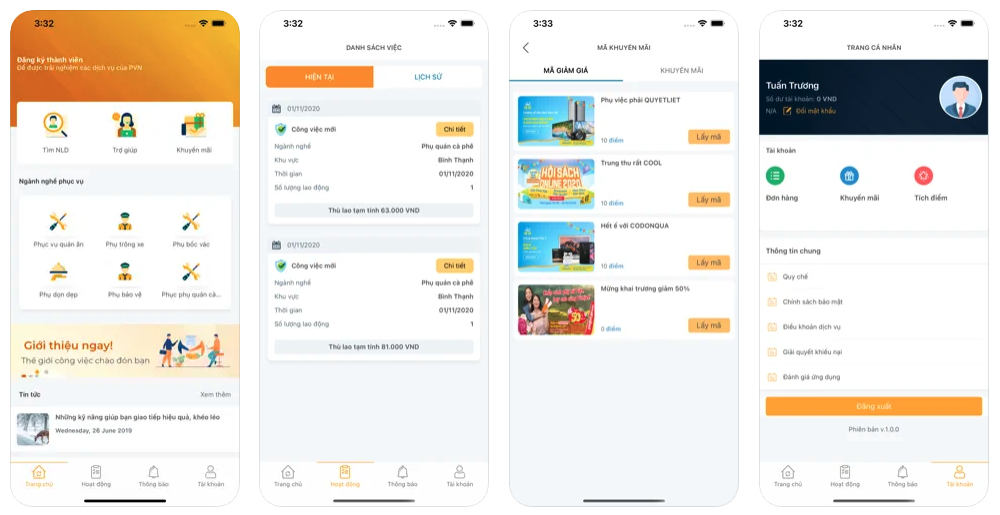 3:32
Đăng ký thành viên
Để được trải nghiệm các dịch vụ của PVN
Tìm NLD
Trợ giúp
Khuyến mãi
Ngành nghề phục vụ
Phục vụ quán ăn
Phụ trông xe
Phụ bốc vác
Phụ dọn dẹp
Phụ bảo vệ
Phục phụ quán cà...
Giới thiệu ngay!
Thế giới công việc chào đón bạn
Tin tức
Xem thêm
Những kỹ năng giúp bạn giao tiếp hiệu quả, khéo léo
Wednesday, 26 June 2019
Trang chủ
Hoạt động
Thông báo
Tài khoản
3:32
DANH SÁCH VIỆC
HIỆN TẠI
LỊCH SỬ
01/11/2020
Công việc mới
Chi tiết
Ngành nghề
Phụ quán cà phê
Khu vực
Bình Thạnh
Thời gian
01/11/2020
Số lượng lao động
1
Thù lao tạm tính 63.000 VND
01/11/2020
Công việc mới
Chi tiết
Ngành nghề
Phụ quán cà phê
Khu vực
Bình Thạnh
Thời gian
01/11/2020
Số lượng lao động
1
Thù lao tạm tính 81.000 VND
Trang chủ
Hoạt động
Thông báo
Tài khoản
3:33
MÃ KHUYẾN MÃI
MÃ GIẢM GIÁ
KHUYẾN MÃI
Phụ việc phải QUYETLIET
10 điểm
Lấy mã
Trung thu rất COOL
HỘI SÁCH
ONLINE 2020
10 điểm
Lấy mã
Hết ế với CODONQUA
10 điểm
Lấy mã
Mừng khai trương giảm 50%
50%
0 điểm
Lấy mã
3:32
TRANG CÁ NHÂN
Tuấn Trương
Số dư tài khoản: 0 VND
N/A
Đổi mật khẩu
Tài khoản
Đơn hàng
Khuyến mãi
Tích điểm
Thông tin chung
Quy chế
Chính sách bảo mật
Điều khoản dịch vụ
Giải quyết khiếu nại
Đánh giá ứng dụng
Đăng xuất
Phiên bản v.1.0.0
Trang chủ
Hoạt động
Thông báo
Tài khoản